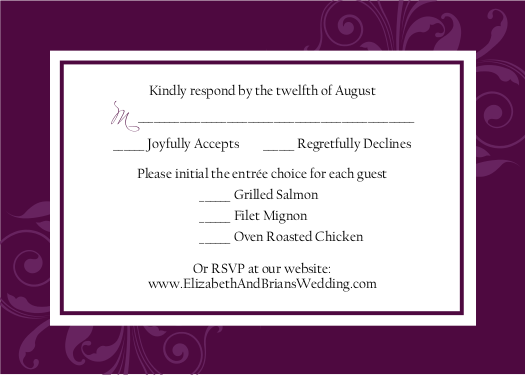 Kindly respond by the twelfth of August
M_______________________________________
_____ Joyfully Accepts _____ Regretfully Declines
Please initial the entrée choice for each guest
_____ Grilled Salmon
_____ Filet Mignon
_____ Oven Roasted Chicken
Or RSVP at our website:
www.ElizabethAndBriansWedding.com